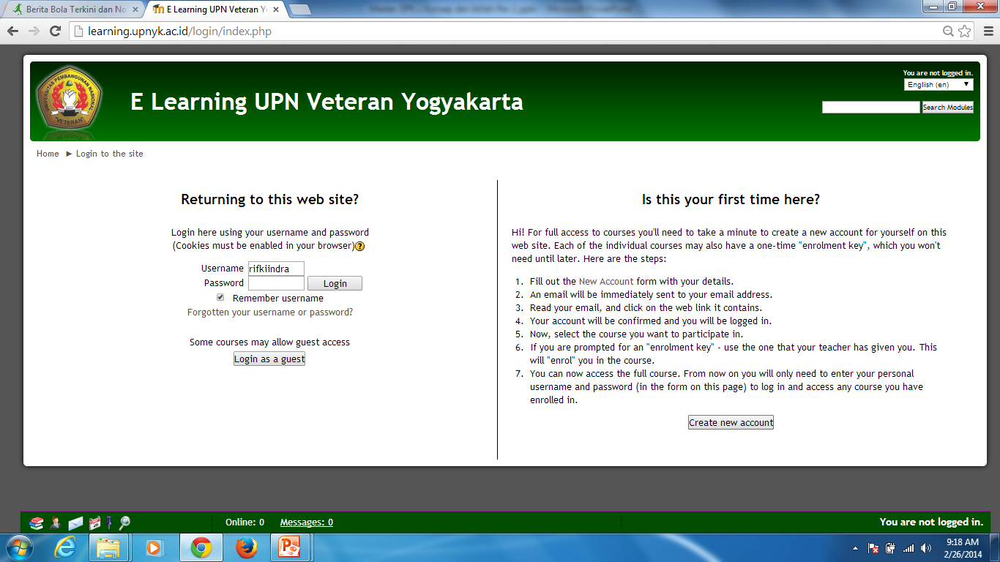 Berita Bola Terkini dan No
E Learning UPN Veteran Y
learning.upnyk.ac.id/login/index.php
UNIVERSITAS PEMBANGUNAN NASIONAL
"VETERAN"
E Learning UPN Veteran Yogyakarta
You are not logged in.
English (en)
Search Modules
Home ► Login to the site
Returning to this web site?
Login here using your username and password
(Cookies must be enabled in your browser)
Username rifkiindra
Password Login
Remember username
Forgotten your username or password?
Some courses may allow guest access
Login as a guest
Is this your first time here?
Hi! For full access to courses you'll need to take a minute to create a new account for yourself on this
web site. Each of the individual courses may also have a one-time "enrolment key", which you won't
need until later. Here are the steps:
1. Fill out the New Account form with your details.
2. An email will be immediately sent to your email address.
3. Read your email, and click on the web link it contains.
4. Your account will be confirmed and you will be logged in.
5. Now, select the course you want to participate in.
6. If you are prompted for an "enrolment key" - use the one that your teacher has given you. This
will "enrol" you in the course.
7. You can now access the full course. From now on you will only need to enter your personal
username and password (in the form on this page) to log in and access any course you have
enrolled in.
Create new account
Online: 0 Messages: 0
You are not logged in.
9:18 AM
2/26/2014